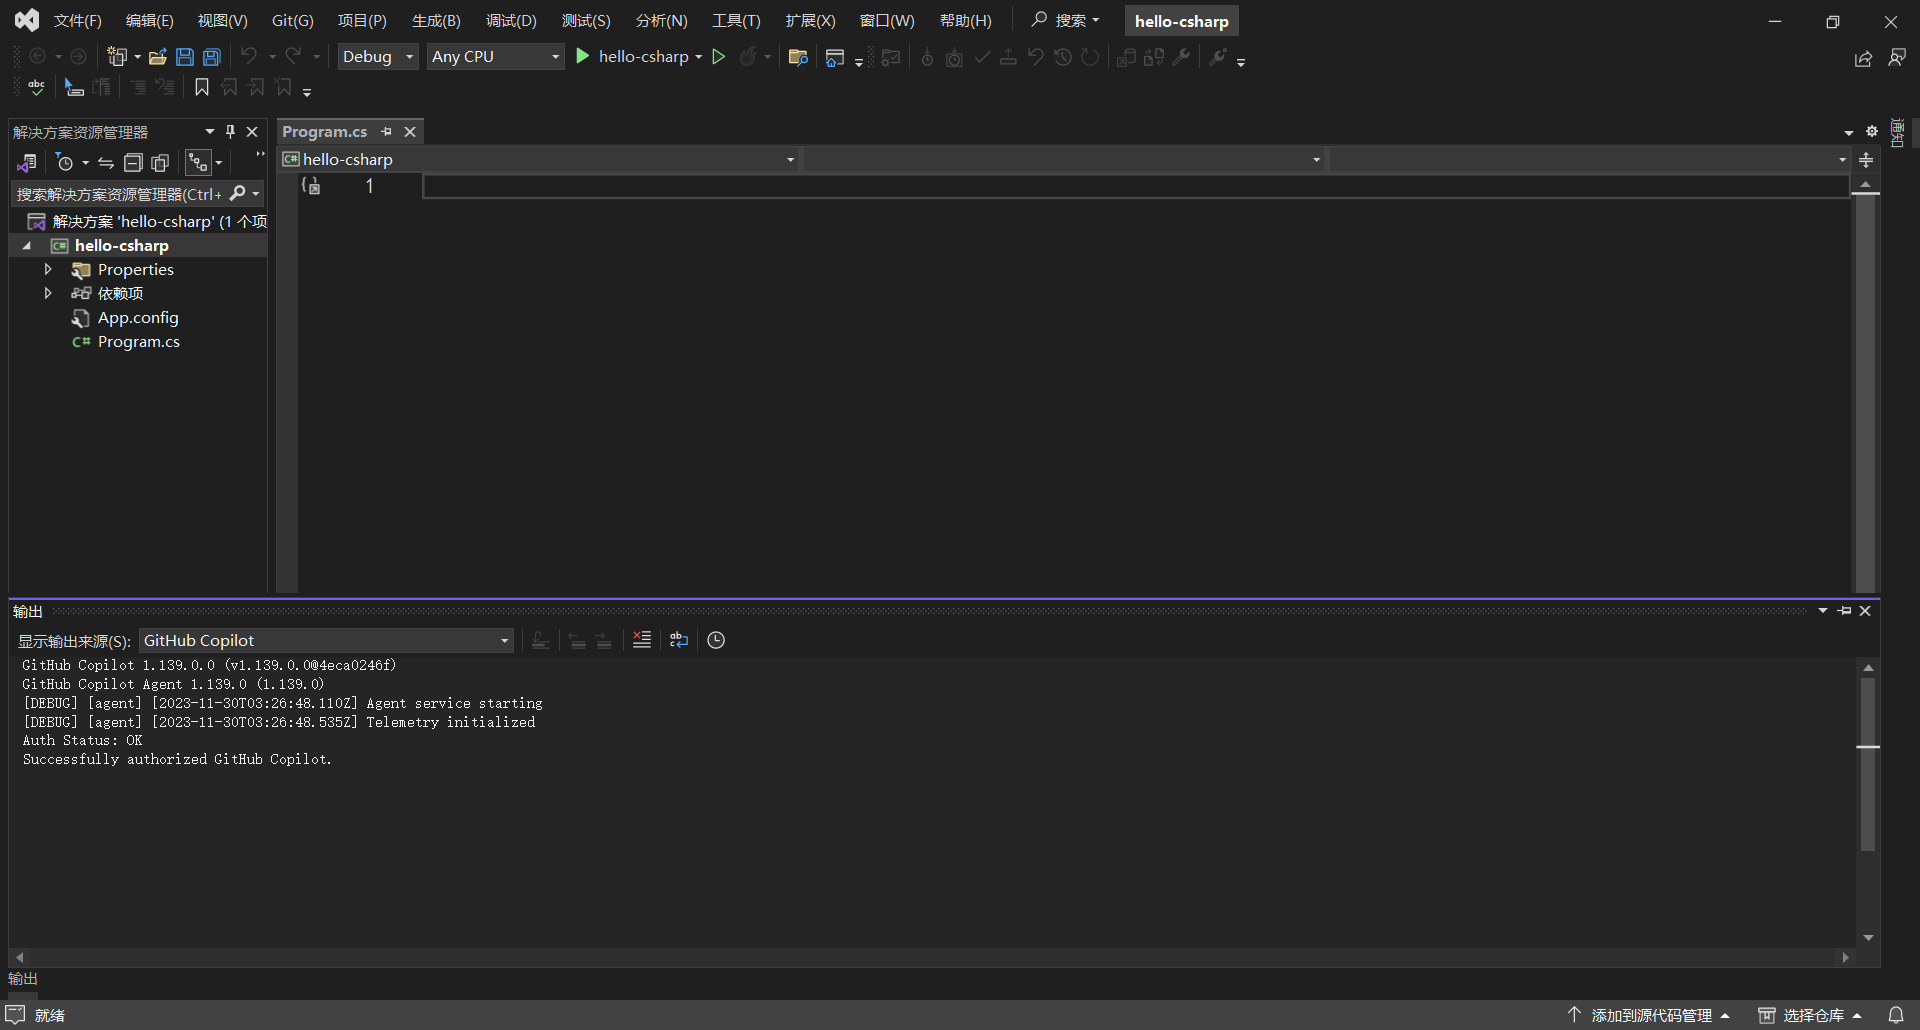 文件(F) 编辑(E) 视图(V) Git(G) 项目(P) 生成(B) 调试(D) 测试(S) 分析(N) 工具(T) 扩展(X) 窗口(W) 帮助(H) 搜索 hello-csharp
Debug Any CPU hello-csharp
abc
解决方案资源管理器
Program.cs
通知
C# hello-csharp
搜索解决方案资源管理器(Ctrl+
1
解决方案 'hello-csharp' (1 个项
C# hello-csharp
Properties
依赖项
App.config
C# Program.cs
输出
显示输出来源(S): GitHub Copilot
GitHub Copilot 1.139.0.0 (v1.139.0.0@4eca0246f)
GitHub Copilot Agent 1.139.0 (1.139.0)
[DEBUG] [agent] [2023-11-30T03:26:48.110Z] Agent service starting
[DEBUG] [agent] [2023-11-30T03:26:48.535Z] Telemetry initialized
Auth Status: OK
Successfully authorized GitHub Copilot.
输出
就绪 添加到源代码管理 选择仓库